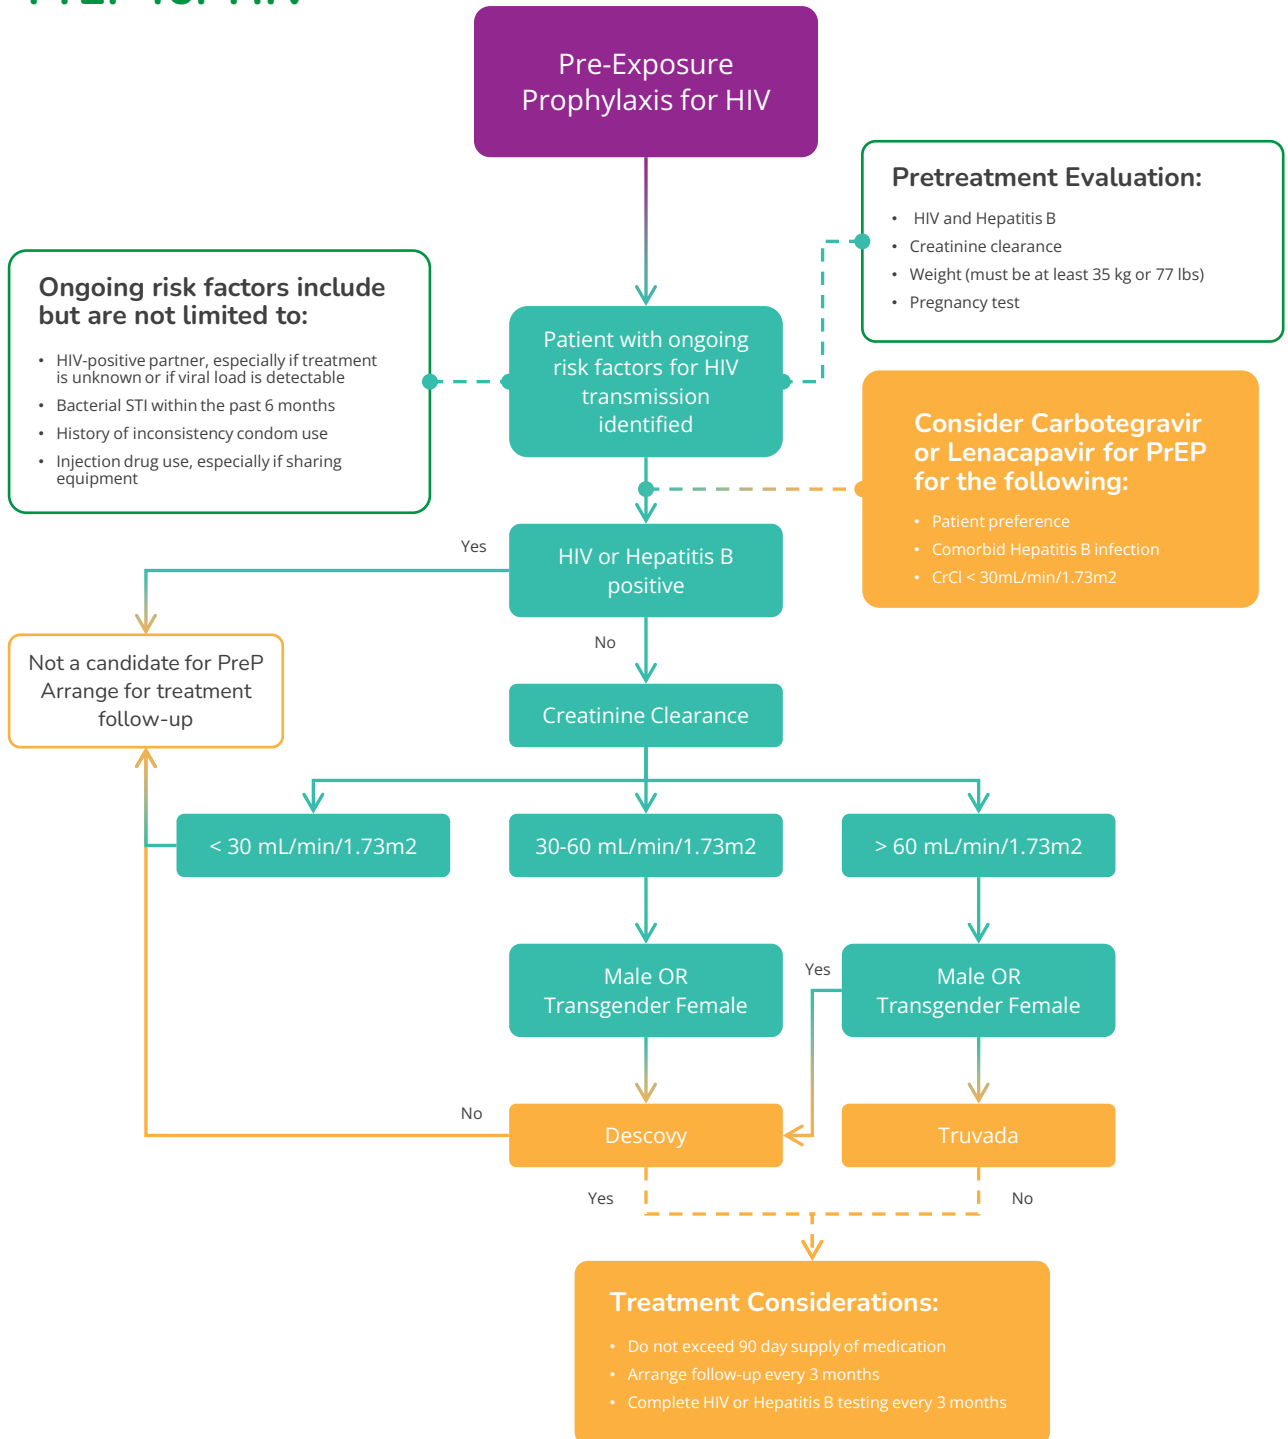 PrEP for HIV
Pre-Exposure
Prophylaxis for HIV
Pretreatment Evaluation:
• HIV and Hepatitis B
• Creatinine clearance
• Weight (must be at least 35 kg or 77 lbs)
• Pregnancy test
Ongoing risk factors include
but are not limited to:
• HIV-positive partner, especially if treatment
is unknown or if viral load is detectable
• Bacterial STI within the past 6 months
• History of inconsistency condom use
• Injection drug use, especially if sharing
equipment
Patient with ongoing
risk factors for HIV
transmission
identified
Consider Carbotegravir
or Lenacapavir for PrEP
for the following:
• Patient preference
• Comorbid Hepatitis B infection
• CrCl < 30mL/min/1.73m2
Yes
HIV or Hepatitis B
positive
No
Not a candidate for PreP
Arrange for treatment
follow-up
Creatinine Clearance
< 30 mL/min/1.73m2
30-60 mL/min/1.73m2
> 60 mL/min/1.73m2
Male OR
Transgender Female
Yes
Male OR
Transgender Female
No
Descovy
Truvada
Yes
No
Treatment Considerations:
• Do not exceed 90 day supply of medication
• Arrange follow-up every 3 months
• Complete HIV or Hepatitis B testing every 3 months